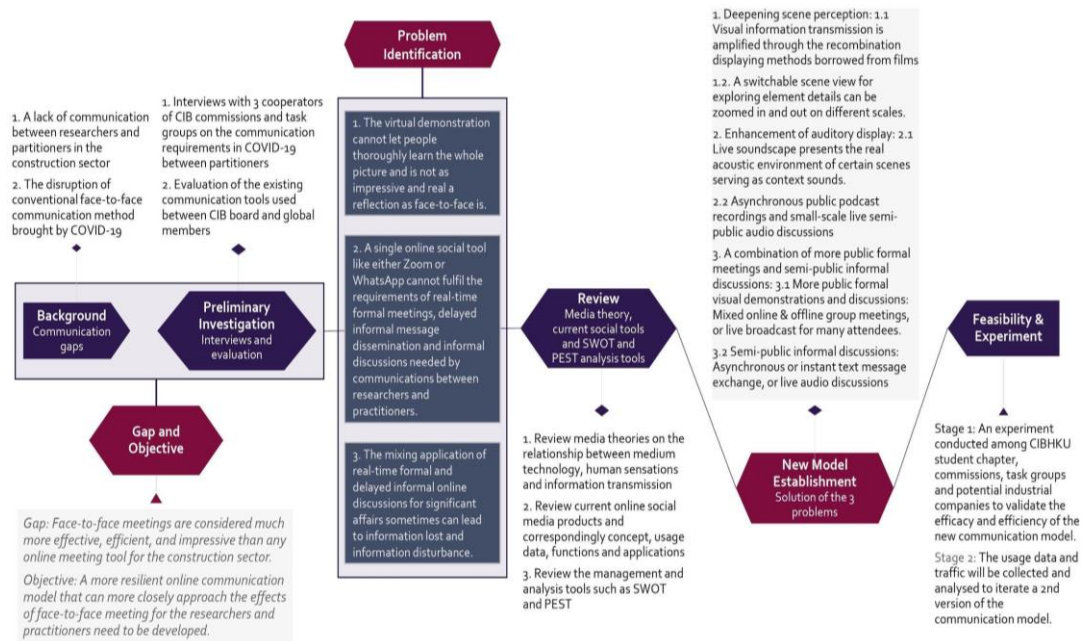 1. A lack of communication
between researchers and
partitioners in the
construction sector
2. The disruption of
conventional face-to-face
communication method
brought by COVID-19
Background
Communication
gaps
1. Interviews with 3 cooperators
of CIB commissions and task
groups on the communication
requirements in COVID-19
between partitioners
2. Evaluation of the existing
communication tools used
between CIB board and global
members
Preliminary
Investigation
Interviews and
evaluation
Gap and
Objective
Gap: Face-to-face meetings are considered much
more effective, efficient, and impressive than any
online meeting tool for the construction sector.
Objective: A more resilient online communication
model that can more closely approach the effects
of face-to-face meeting for the researchers and
practitioners need to be developed.
Problem
Identification
1. The virtual demonstration
cannot let people
thoroughly learn the whole
picture and is not as
impressive and real a
reflection as face-to-face is.
2. A single online social tool
like either Zoom or
WhatsApp cannot fulfil the
requirements of real-time
formal meetings, delayed
informal message
dissemination and informal
discussions needed by
communications between
researchers and
practitioners.
3. The mixing application of
real-time formal and
delayed informal online
discussions for significant
affairs sometimes can lead
to information lost and
information disturbance.
Review
Media theory,
current social tools
and SWOT and
PEST analysis tools
1. Review media theories on the
relationship between medium
technology, human sensations
and information transmission
2. Review current online social
media products and
correspondingly concept, usage
data, functions and applications
3. Review the management and
analysis tools such as SWOT
and PEST
1. Deepening scene perception: 1.1
Visual information transmission is
amplified through the recombination
displaying methods borrowed from films
1.2. A switchable scene view for
exploring element details can be
zoomed in and out on different scales.
2. Enhancement of auditory display: 2.1
Live soundscape presents the real
acoustic environment of certain scenes
serving as context sounds.
2.2 Asynchronous public podcast
recordings and small-scale live semi-
public audio discussions
3. A combination of more public formal
meetings and semi-public informal
discussions: 3.1 More public formal
visual demonstrations and discussions:
Mixed online & offline group meetings,
or live broadcast for many attendees.
3.2 Semi-public informal discussions:
Asynchronous or instant text message
exchange, or live audio discussions
New Model
Establishment
Solution of the 3
problems
Feasibility &
Experiment
Stage 1: An experiment
conducted among CIBHKU
student chapter,
commissions, task groups
and potential industrial
companies to validate the
efficacy and efficiency of the
new communication model.
Stage 2: The usage data and
traffic will be collected and
analysed to iterate a 2nd
version of the
communication model.